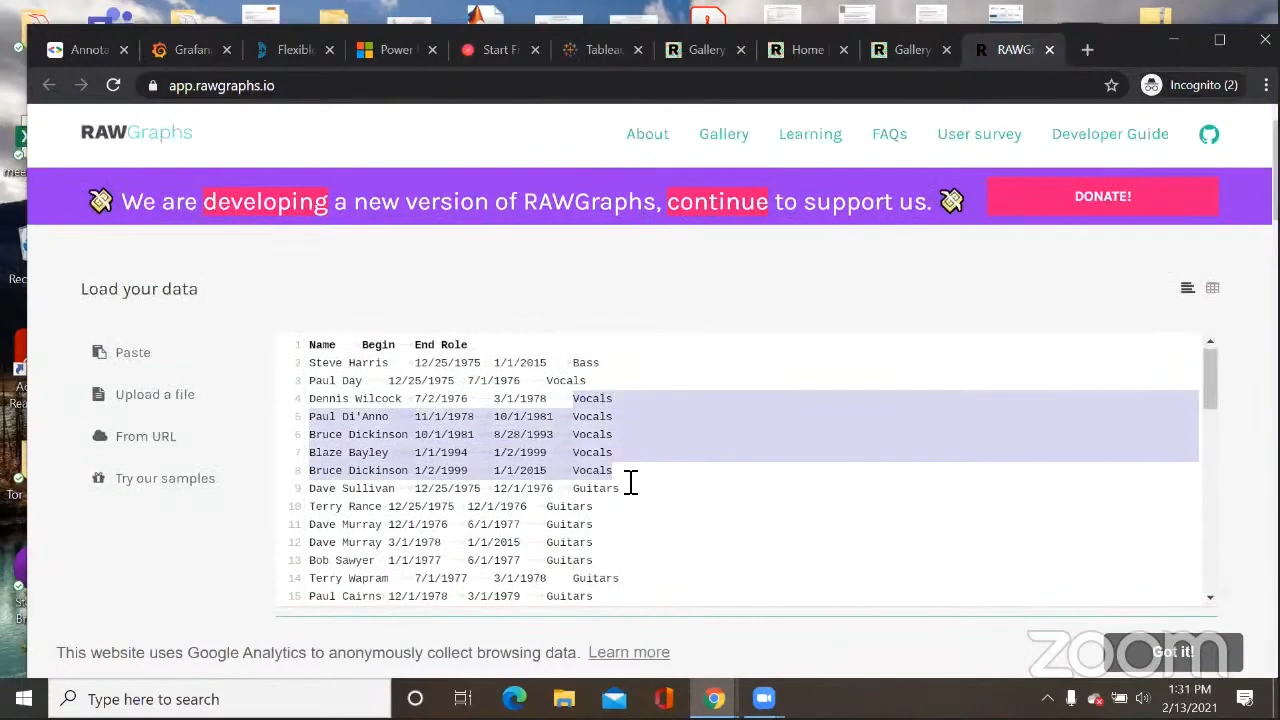 Annota
Grafan
Flexible
Power
Start Fr
Tableau
Gallery
Home
Gallery
RAWGr
app.rawgraphs.io
Incognito (2)
RAWGraphs
About
Gallery
Learning
FAQs
User survey
Developer Guide
We are developing a new version of RAWGraphs, continue to support us.
DONATE!
Load your data
Paste
Upload a file
From URL
Try our samples
1 Name Begin End Role
2 Steve Harris 12/25/1975 1/1/2015 Bass
3 Paul Day 12/25/1975 7/1/1976 Vocals
4 Dennis Wilcock 7/2/1976 3/1/1978 Vocals
5 Paul Di'Anno 11/1/1978 10/1/1981 Vocals
6 Bruce Dickinson 10/1/1981 8/28/1993 Vocals
7 Blaze Bayley 1/1/1994 1/2/1999 Vocals
8 Bruce Dickinson 1/2/1999 1/1/2015 Vocals
9 Dave Sullivan 12/25/1975 12/1/1976 Guitars
10 Terry Rance 12/25/1975 12/1/1976 Guitars
11 Dave Murray 12/1/1976 6/1/1977 Guitars
12 Dave Murray 3/1/1978 1/1/2015 Guitars
13 Bob Sawyer 1/1/1977 6/1/1977 Guitars
14 Terry Wapram 7/1/1977 3/1/1978 Guitars
15 Paul Cairns 12/1/1978 3/1/1979 Guitars
This website uses Google Analytics to anonymously collect browsing data. Learn more
Got it!
zoom
Type here to search
1:31 PM
2/13/2021